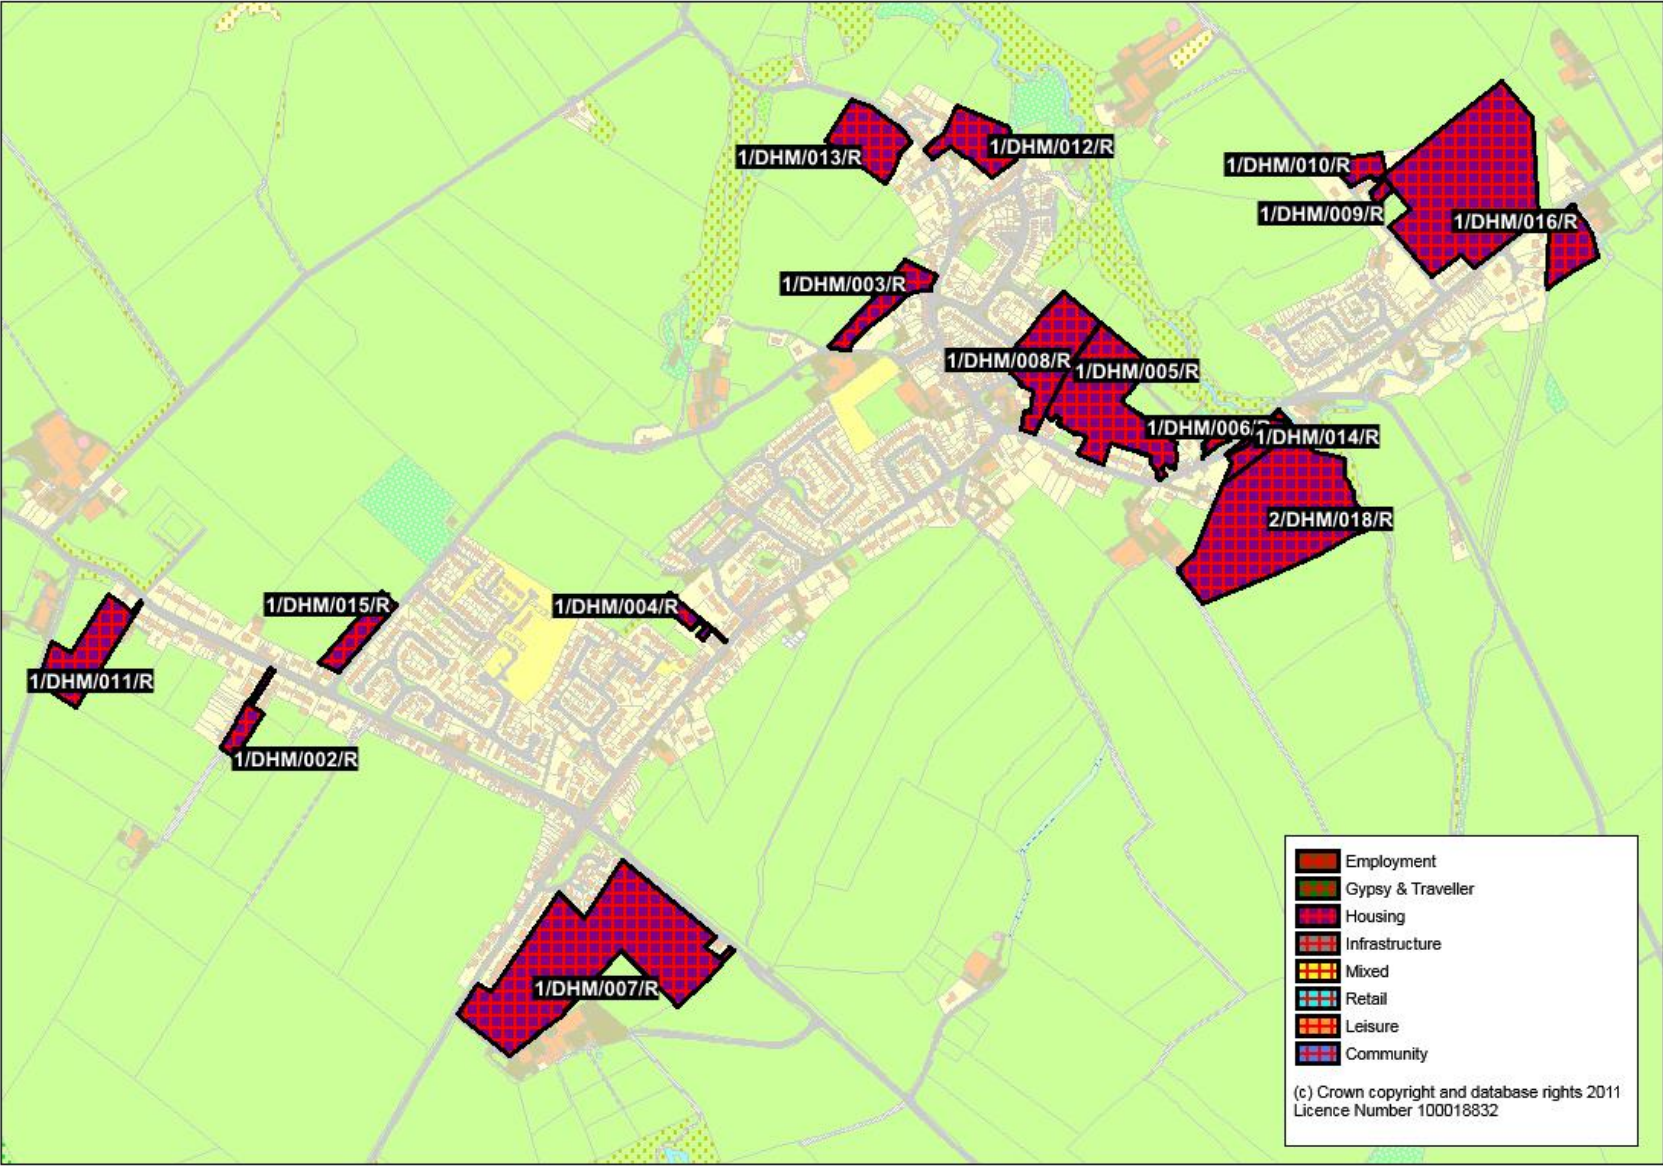 1/DHM/013/R
1/DHM/012/R
1/DHM/010/R
1/DHM/009/R
1/DHM/016/R
1/DHM/003/R
1/DHM/008/R
1/DHM/005/R
1/DHM/006/R
1/DHM/014/R
2/DHM/018/R
1/DHM/015/R
1/DHM/004/R
1/DHM/011/R
1/DHM/002/R
1/DHM/007/R
Employment
Gypsy & Traveller
Housing
Infrastructure
Mixed
Retail
Leisure
Community
(c) Crown copyright and database rights 2011
Licence Number 100018832